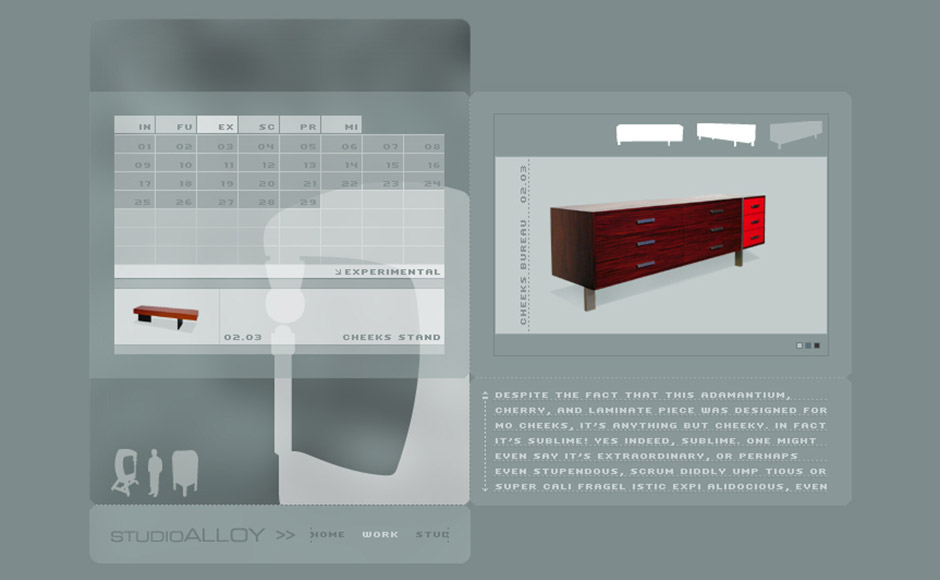 IN FU EX SC PR MI
01 02 03 04 05 06 07 08
09 10 11 12 13 14 15 16
17 18 19 20 21 22 23 24
25 26 27 28 29
EXPERIMENTAL
02.03 CHEEKS STAND
CHEEKS BUREAU 02.03
DESPITE THE FACT THAT THIS ADAMANTIUM,
CHERRY, AND LAMINATE PIECE WAS DESIGNED FOR
MO CHEEKS, IT'S ANYTHING BUT CHEEKY. IN FACT
IT'S SUBLIME! YES INDEED, SUBLIME. ONE MIGHT
EVEN SAY IT'S EXTRAORDINARY, OR PERHAPS
EVEN STUPENDOUS, SCRUM DIDDLY UMP TIOUS OR
SUPER CALI FRAGEL ISTIC EXPI ALIDOCIOUS, EVEN
STUDIOALLOY >> HOME WORK STUD